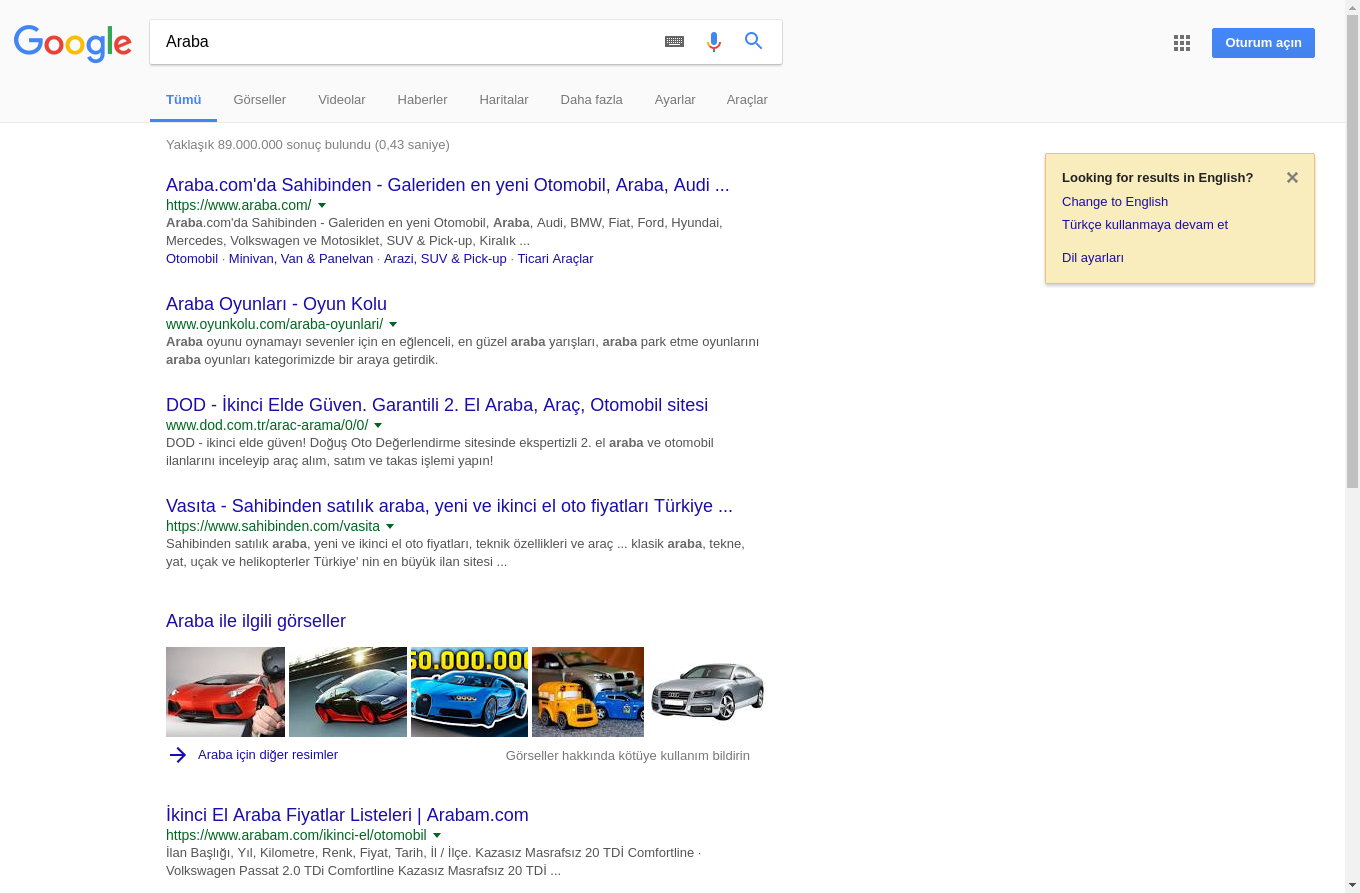 Google
Araba
Oturum açın
Tümü Görseller Videolar Haberler Haritalar Daha fazla Ayarlar Araçlar
Yaklaşık 89.000.000 sonuç bulundu (0,43 saniye)
Araba.com'da Sahibinden - Galeriden en yeni Otomobil, Araba, Audi ...
https://www.araba.com/
Araba.com'da Sahibinden - Galeriden en yeni Otomobil, Araba, Audi, BMW, Fiat, Ford, Hyundai,
Mercedes, Volkswagen ve Motosiklet, SUV & Pick-up, Kiralık ...
Otomobil · Minivan, Van & Panelvan · Arazi, SUV & Pick-up · Ticari Araçlar
Looking for results in English?
Change to English
Türkçe kullanmaya devam et
Dil ayarları
Araba Oyunları - Oyun Kolu
www.oyunkolu.com/araba-oyunlari/
Araba oyunu oynamayı sevenler için en eğlenceli, en güzel araba yarışları, araba park etme oyunlarını
araba oyunları kategorimizde bir araya getirdik.
DOD - İkinci Elde Güven. Garantili 2. El Araba, Araç, Otomobil sitesi
www.dod.com.tr/arac-arama/0/0/
DOD - ikinci elde güven! Doğuş Oto Değerlendirme sitesinde ekspertizli 2. el araba ve otomobil
ilanlarını inceleyip araç alım, satım ve takas işlemi yapın!
Vasıta - Sahibinden satılık araba, yeni ve ikinci el oto fiyatları Türkiye ...
https://www.sahibinden.com/vasita
Sahibinden satılık araba, yeni ve ikinci el oto fiyatları, teknik özellikleri ve araç ... klasik araba, tekne,
yat, uçak ve helikopterler Türkiye' nin en büyük ilan sitesi ...
Araba ile ilgili görseller
50.000.000
Araba için diğer resimler
Görseller hakkında kötüye kullanım bildirin
İkinci El Araba Fiyatlar Listeleri | Arabam.com
https://www.arabam.com/ikinci-el/otomobil
İlan Başlığı, Yıl, Kilometre, Renk, Fiyat, Tarih, İl / İlçe. Kazasız Masrafsız 20 TDİ Comfortline ·
Volkswagen Passat 2.0 TDi Comfortline Kazasız Masrafsız 20 TDİ ...